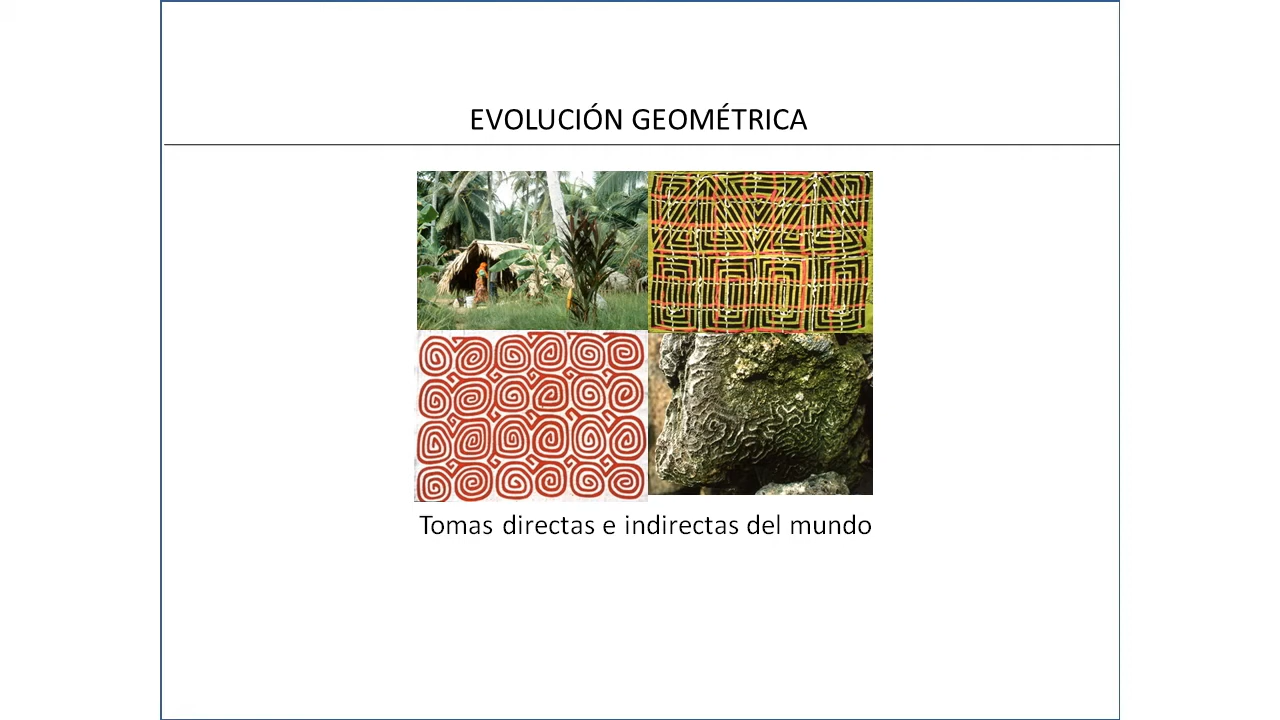 EVOLUCIÓN GEOMÉTRICA
Tomas directas e indirectas del mundo